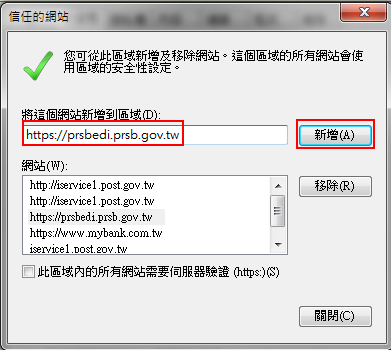 信任的網站
您可從此區域新增及移除網站。這個區域的所有網站會使
用區域的安全性設定。
將這個網站新增到區域(D):
https://prsbedi.prsb.gov.tw
新增(A)
網站(W):
http://iservice1.post.gov.tw
http://iservice1.post.gov.tw
https://prsbedi.prsb.gov.tw
https://www.mybank.com.tw
iservice1.post.gov.tw
移除(R)
此區域內的所有網站需要伺服器驗證 (https:)(S)
關閉(C)